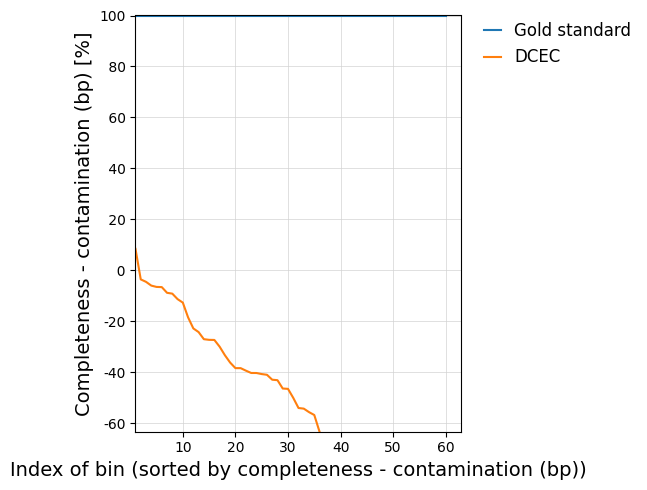 100
80
60
40
20
0
-20
-40
-60
10 20 30 40 50 60
Completeness - contamination (bp) [%]
Index of bin (sorted by completeness - contamination (bp))
Gold standard
DCEC